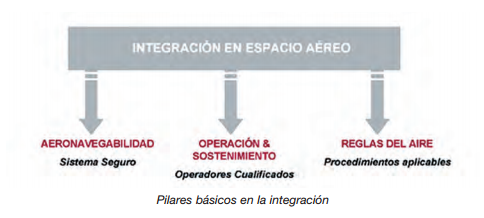 INTEGRACIÓN EN ESPACIO AÉREO
AERONAVEGABILIDAD
Sistema Seguro
OPERACIÓN &
SOSTENIMIENTO
Operadores Cualificados
REGLAS DEL AIRE
Procedimientos aplicables
Pilares básicos en la integración